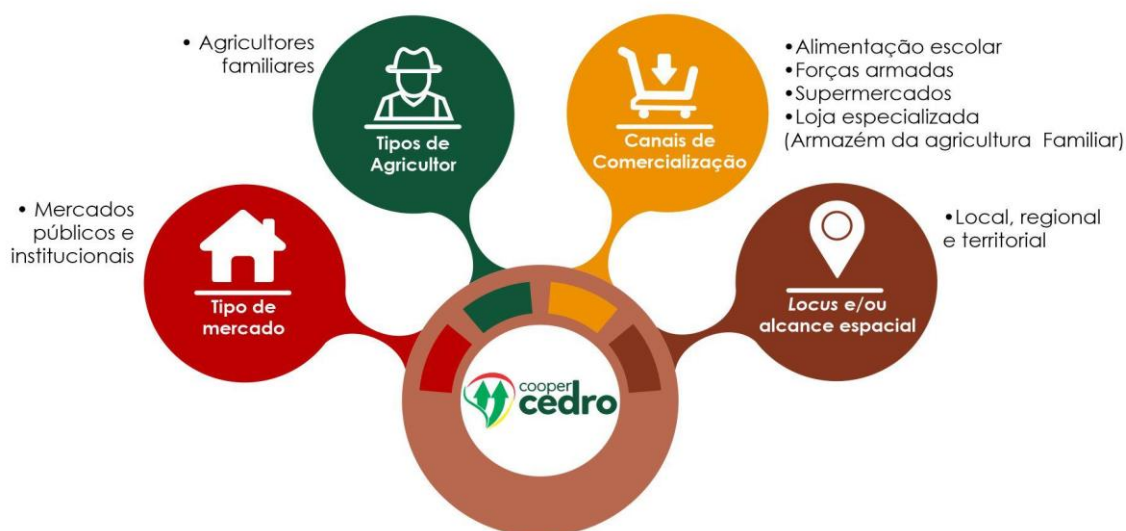 • Agricultores
familiares
Tipos de
Agricultor
Canais de
Comercialização
•Alimentação escolar
•Forças armadas
•Supermercados
•Loja especializada
(Armazém da agricultura Familiar)
• Mercados
públicos e
institucionais
Tipo de
mercado
Locus e/ou
alcance espacial
•Local, regional
e territorial
cooper
cedro